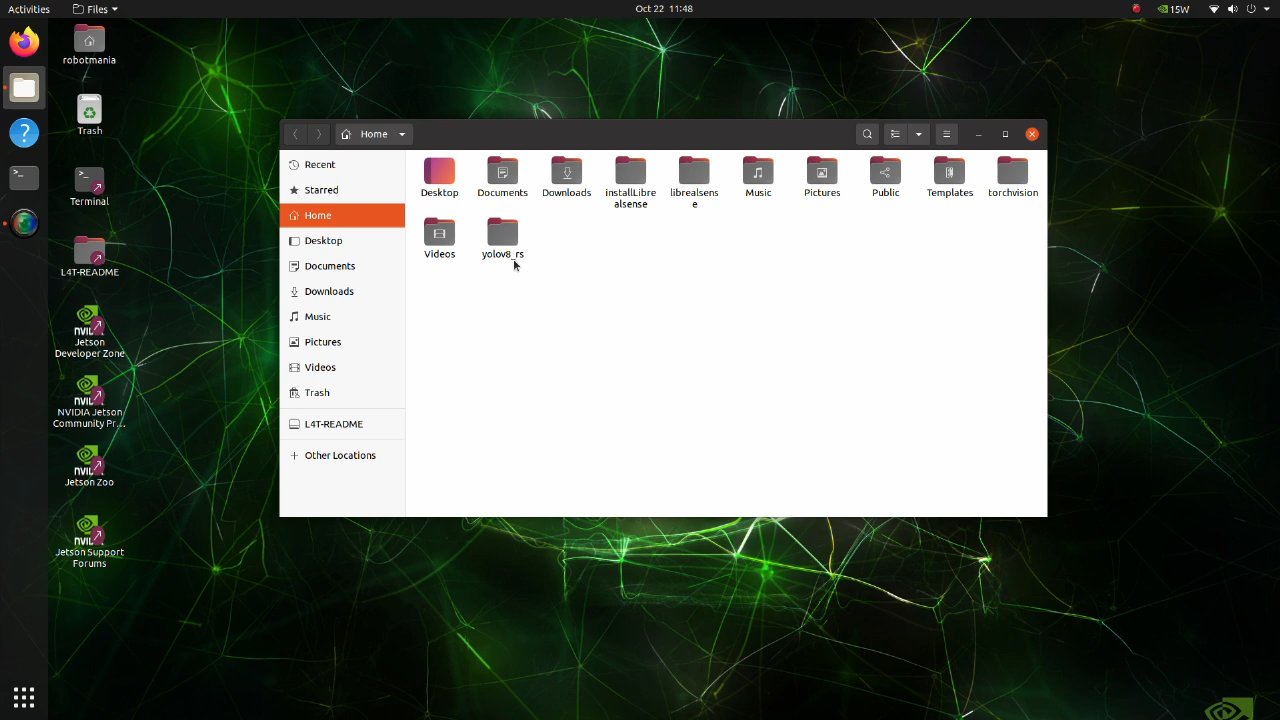 Activities
Files
Oct 22 11:48
15W
robotmania
Trash
Terminal
L4T-README
NVIDIA
Jetson
Developer Zone
NVIDIA
NVIDIA Jetson
Community Pr...
NVIDIA
Jetson Zoo
NVIDIA
Jetson Support
Forums
Home
Recent
Starred
Home
Desktop
Documents
Downloads
Music
Pictures
Videos
Trash
L4T-README
Other Locations
Desktop
Documents
Downloads
installLibre
alsense
librealsens
e
Music
Pictures
Public
Templates
torchvision
Videos
yolov8_rs